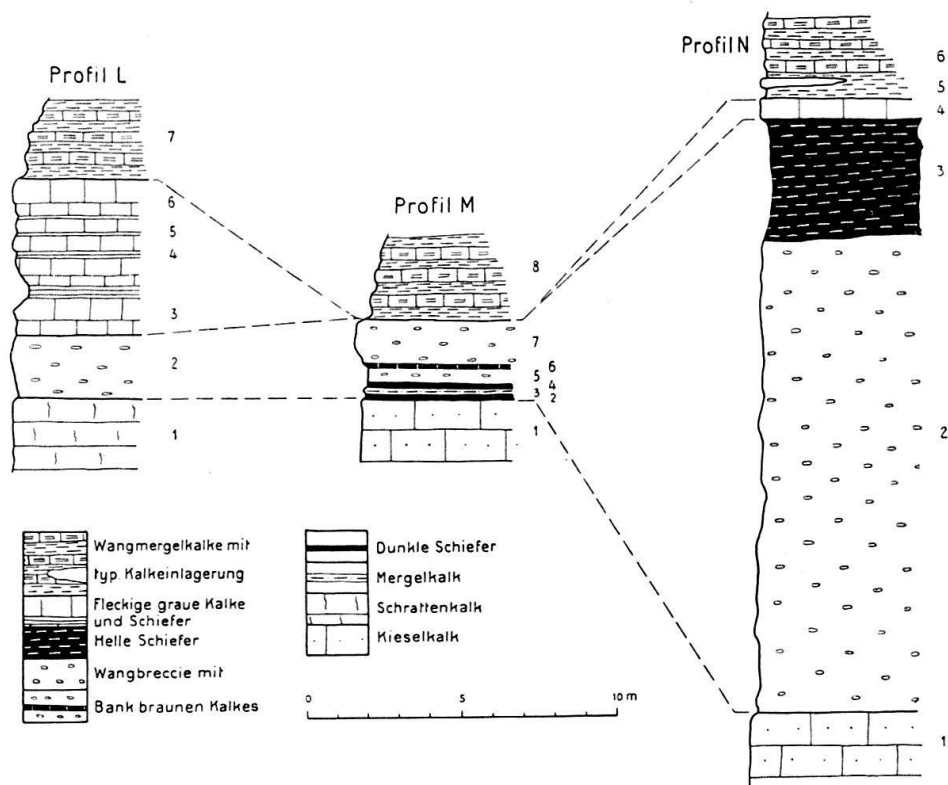 Profil L
7
6
5
4
3
2
1
Profil M
8
7
6
5
4
3
2
1
Profil N
6
5
4
3
2
1
Wangmergelkalke mit
typ. Kalkeinlagerung
Fleckige graue Kalke
und Schiefer
Helle Schiefer
Wangbreccie mit
Bank braunen Kalkes
Dunkle Schiefer
Mergelkalk
Schrattenkalk
Kieselkalk
0 5 10 m